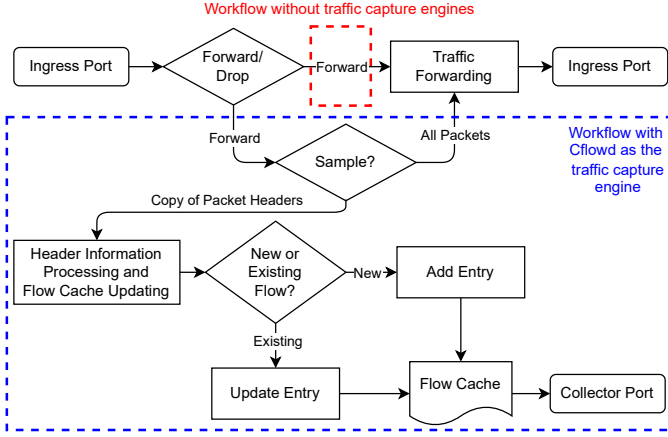 Workflow without traffic capture engines
Ingress Port
Forward/
Drop
Forward
Traffic
Forwarding
Ingress Port
Forward
Sample?
All Packets
Workflow with
Cflowd as the
traffic capture
engine
Copy of Packet Headers
Header Information
Processing and
Flow Cache Updating
New or
Existing
Flow?
New
Add Entry
Existing
Update Entry
Flow Cache
Collector Port